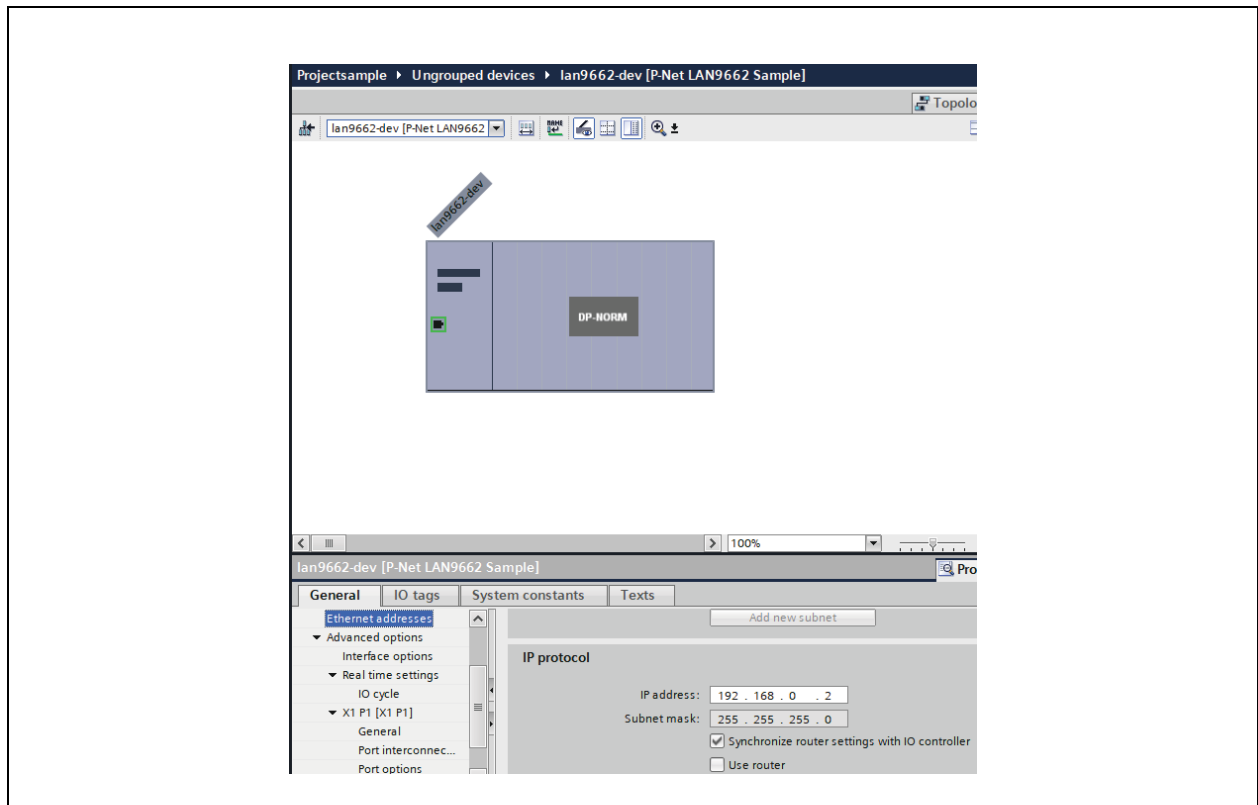 Projectsample ▸ Ungrouped devices ▸ lan9662-dev [P-Net LAN9662 Sample]
Topolo
lan9662-dev [P-Net LAN9662
NAME
lan9662-dev
DP-NORM
100%
lan9662-dev [P-Net LAN9662 Sample]
Pro
General IO tags System constants Texts
Ethernet addresses
Advanced options
Interface options
Real time settings
IO cycle
X1 P1 [X1 P1]
General
Port interconnec...
Port options
Add new subnet
IP protocol
IP address: 192 . 168 . 0 . 2
Subnet mask: 255 . 255 . 255 . 0
Synchronize router settings with IO controller
Use router